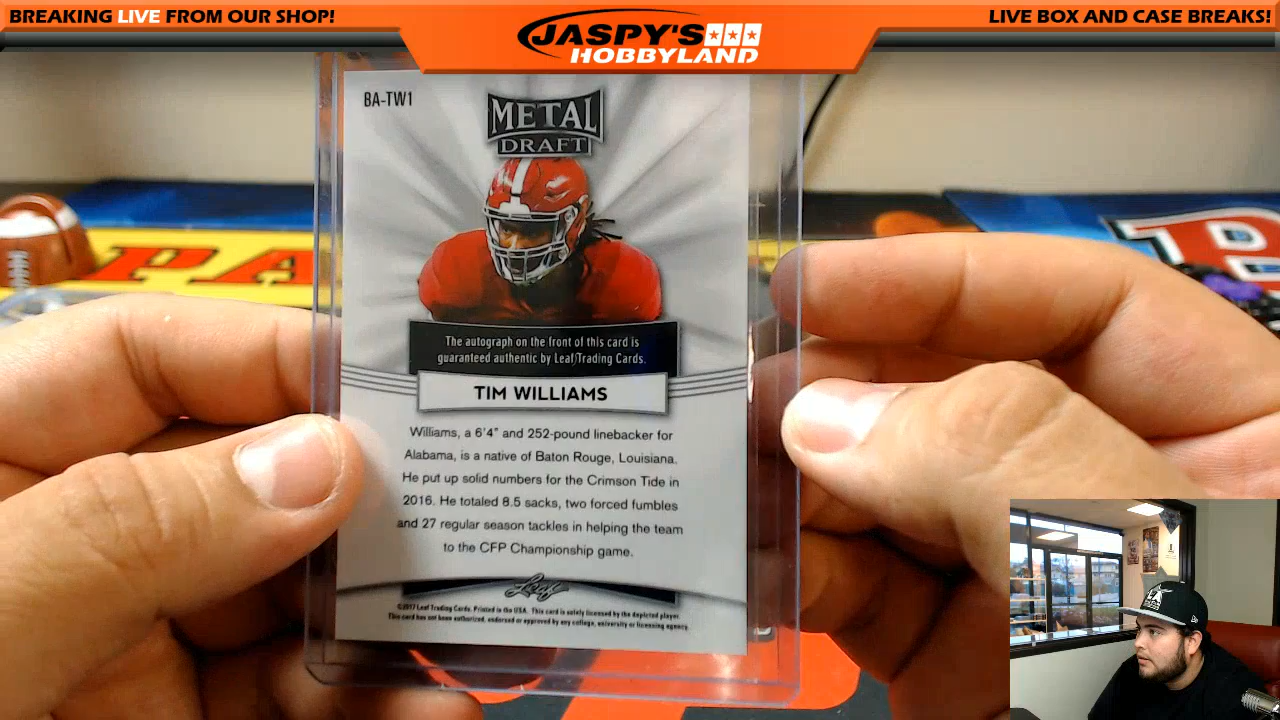 BREAKING LIVE FROM OUR SHOP!
JASPY'S
HOBBYLAND
LIVE BOX AND CASE BREAKS!
BA-TW1
METAL
DRAFT
PA
The autograph on the front of this card is
guaranteed authentic by Leaf Trading Cards.
TIM WILLIAMS
Williams, a 6'4" and 252-pound linebacker for
Alabama, is a native of Baton Rouge, Louisiana.
He put up solid numbers for the Crimson Tide in
2016. He totaled 8.5 sacks, two forced fumbles
and 27 regular season tackles in helping the team
to the CFP Championship game.
Leaf
©2017 Leaf Trading Cards. Printed in the USA. This card is solely licensed by the depicted player.
This card has not been authorized, endorsed or approved by any college, university or licensing agency.